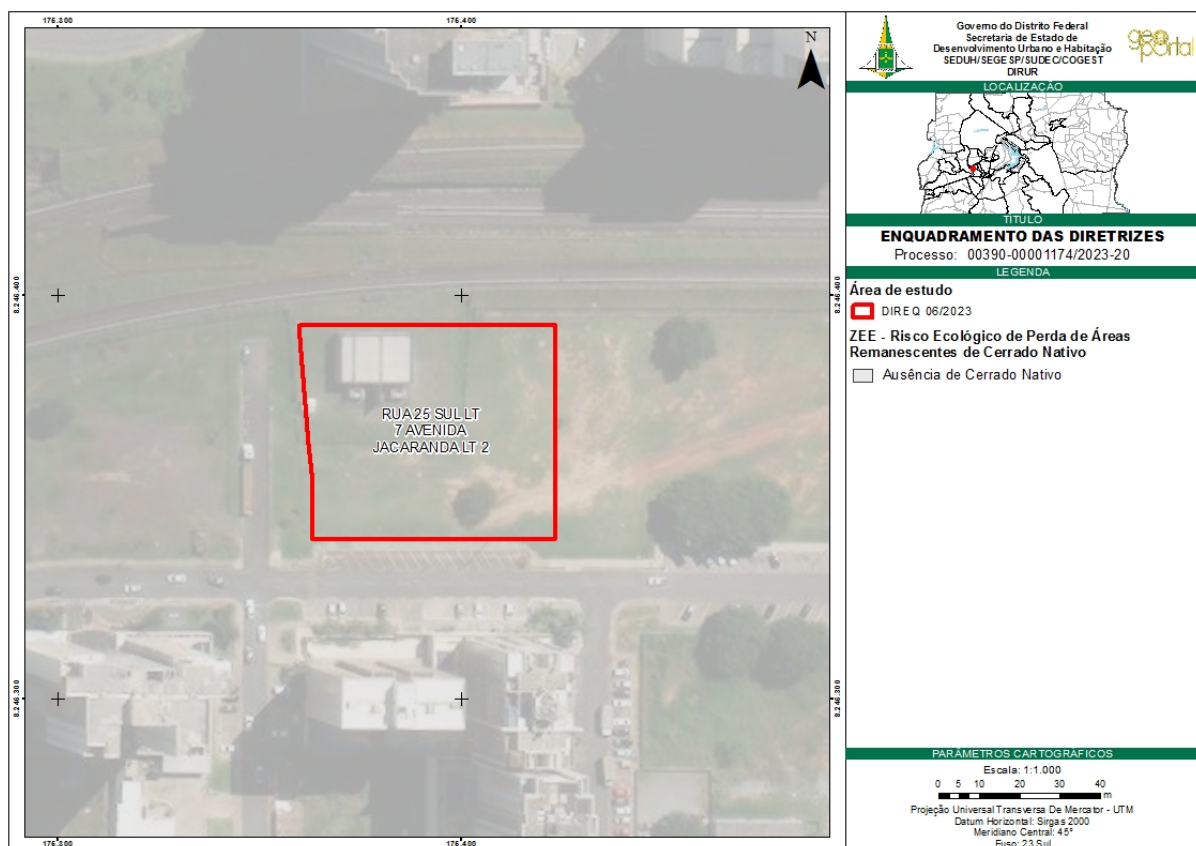 176.300
176.400
N
8.246.400
8.246.400
RUA 25 SUL LT
7 AVENIDA
JACARANDA LT 2
8.246.300
8.246.300
176.300
176.400
Governo do Distrito Federal
Secretaria de Estado de
Desenvolvimento Urbano e Habitação
SEDUH/SEGESP/SUDEC/COGEST
DIRUR
geo
portal
LOCALIZAÇÃO
TÍTULO
ENQUADRAMENTO DAS DIRETRIZES
Processo: 00390-00001174/2023-20
LEGENDA
Área de estudo
DIREQ 06/2023
ZEE - Risco Ecológico de Perda de Áreas
Remanescentes de Cerrado Nativo
Ausência de Cerrado Nativo
PARÂMETROS CARTOGRÁFICOS
Escala: 1:1.000
0 5 10 20 30 40
m
Projeção Universal Transversa De Mercator - UTM
Datum Horizontal: Sirgas 2000
Meridiano Central: 45°
Fuso: 23 Sul